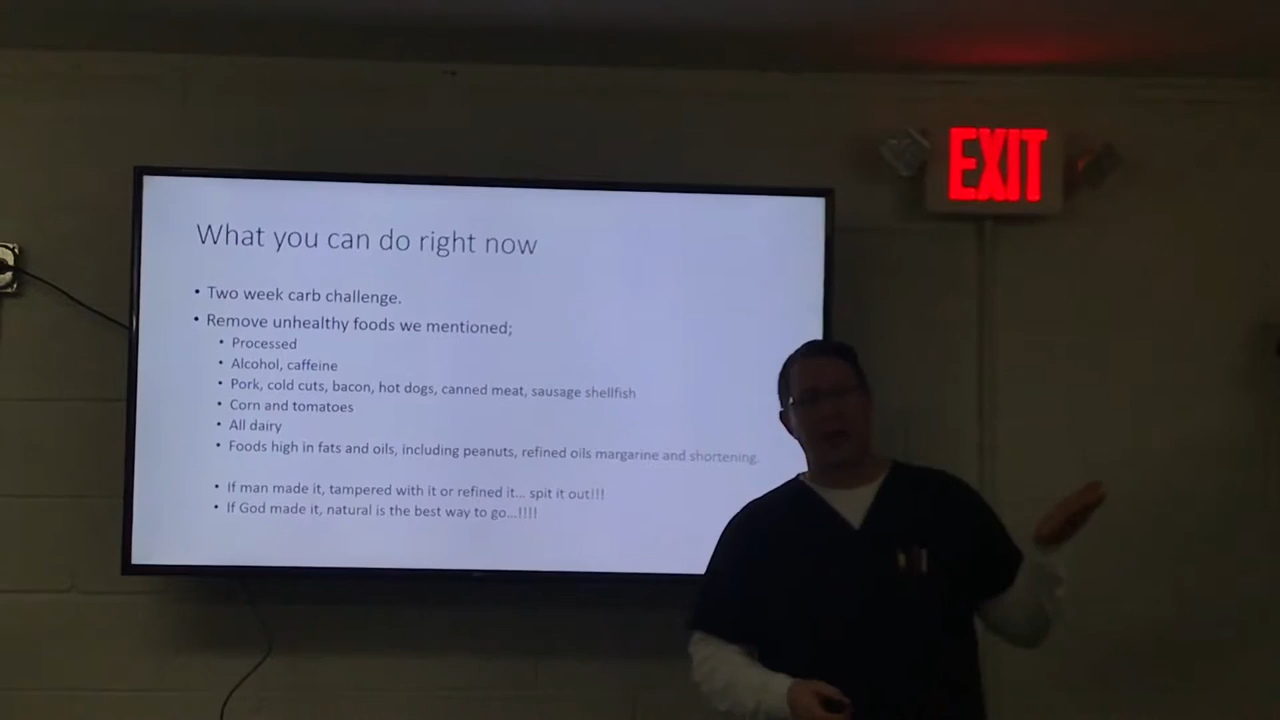 EXIT
What you can do right now
• Two week carb challenge.
• Remove unhealthy foods we mentioned;
• Processed
• Alcohol, caffeine
• Pork, cold cuts, bacon, hot dogs, canned meat, sausage shellfish
• Corn and tomatoes
• All dairy
• Foods high in fats and oils, including peanuts, refined oils margarine and shortening.
• If man made it, tampered with it or refined it... spit it out!!!
• If God made it, natural is the best way to go...!!!!